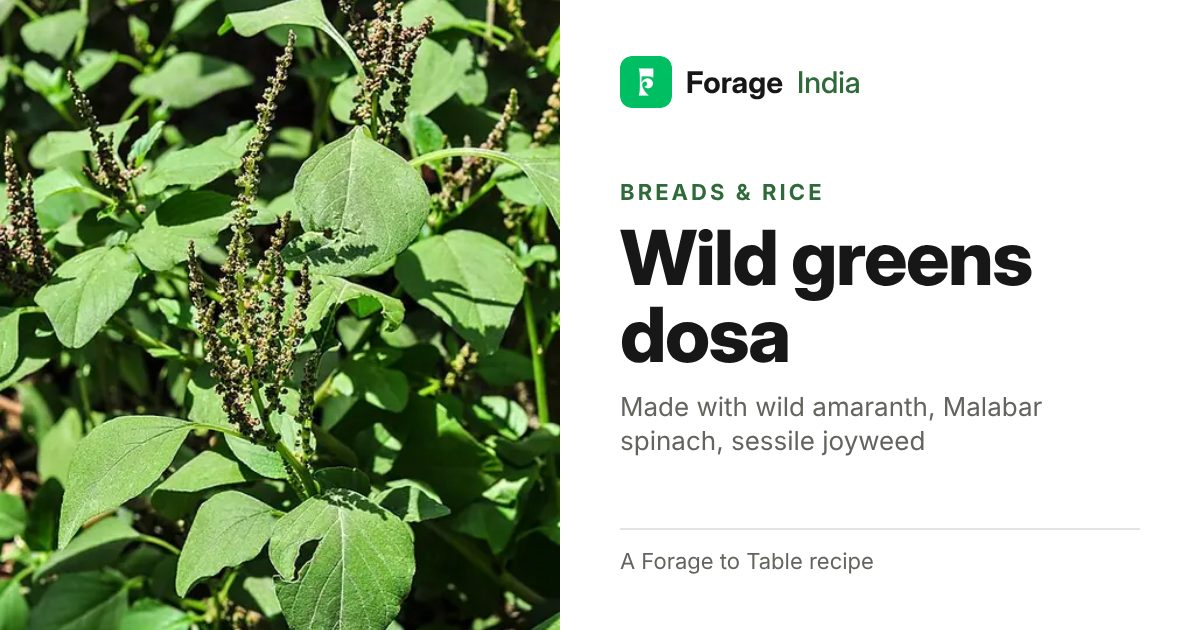 Forage India
BREADS & RICE
Wild greens
dosa
Made with wild amaranth, Malabar
spinach, sessile joyweed
A Forage to Table recipe